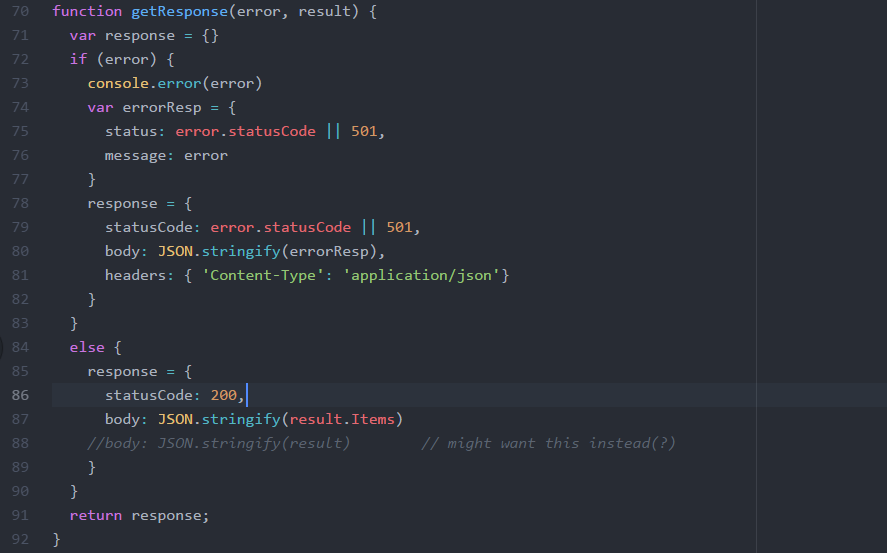 70 function getResponse(error, result) {
71   var response = {}
72   if (error) {
73     console.error(error)
74     var errorResp = {
75       status: error.statusCode || 501,
76       message: error
77     }
78     response = {
79       statusCode: error.statusCode || 501,
80       body: JSON.stringify(errorResp),
81       headers: { 'Content-Type': 'application/json'}
82     }
83   }
84   else {
85     response = {
86       statusCode: 200,
87       body: JSON.stringify(result.Items)
88     //body: JSON.stringify(result)        // might want this instead(?)
89     }
90   }
91   return response;
92 }